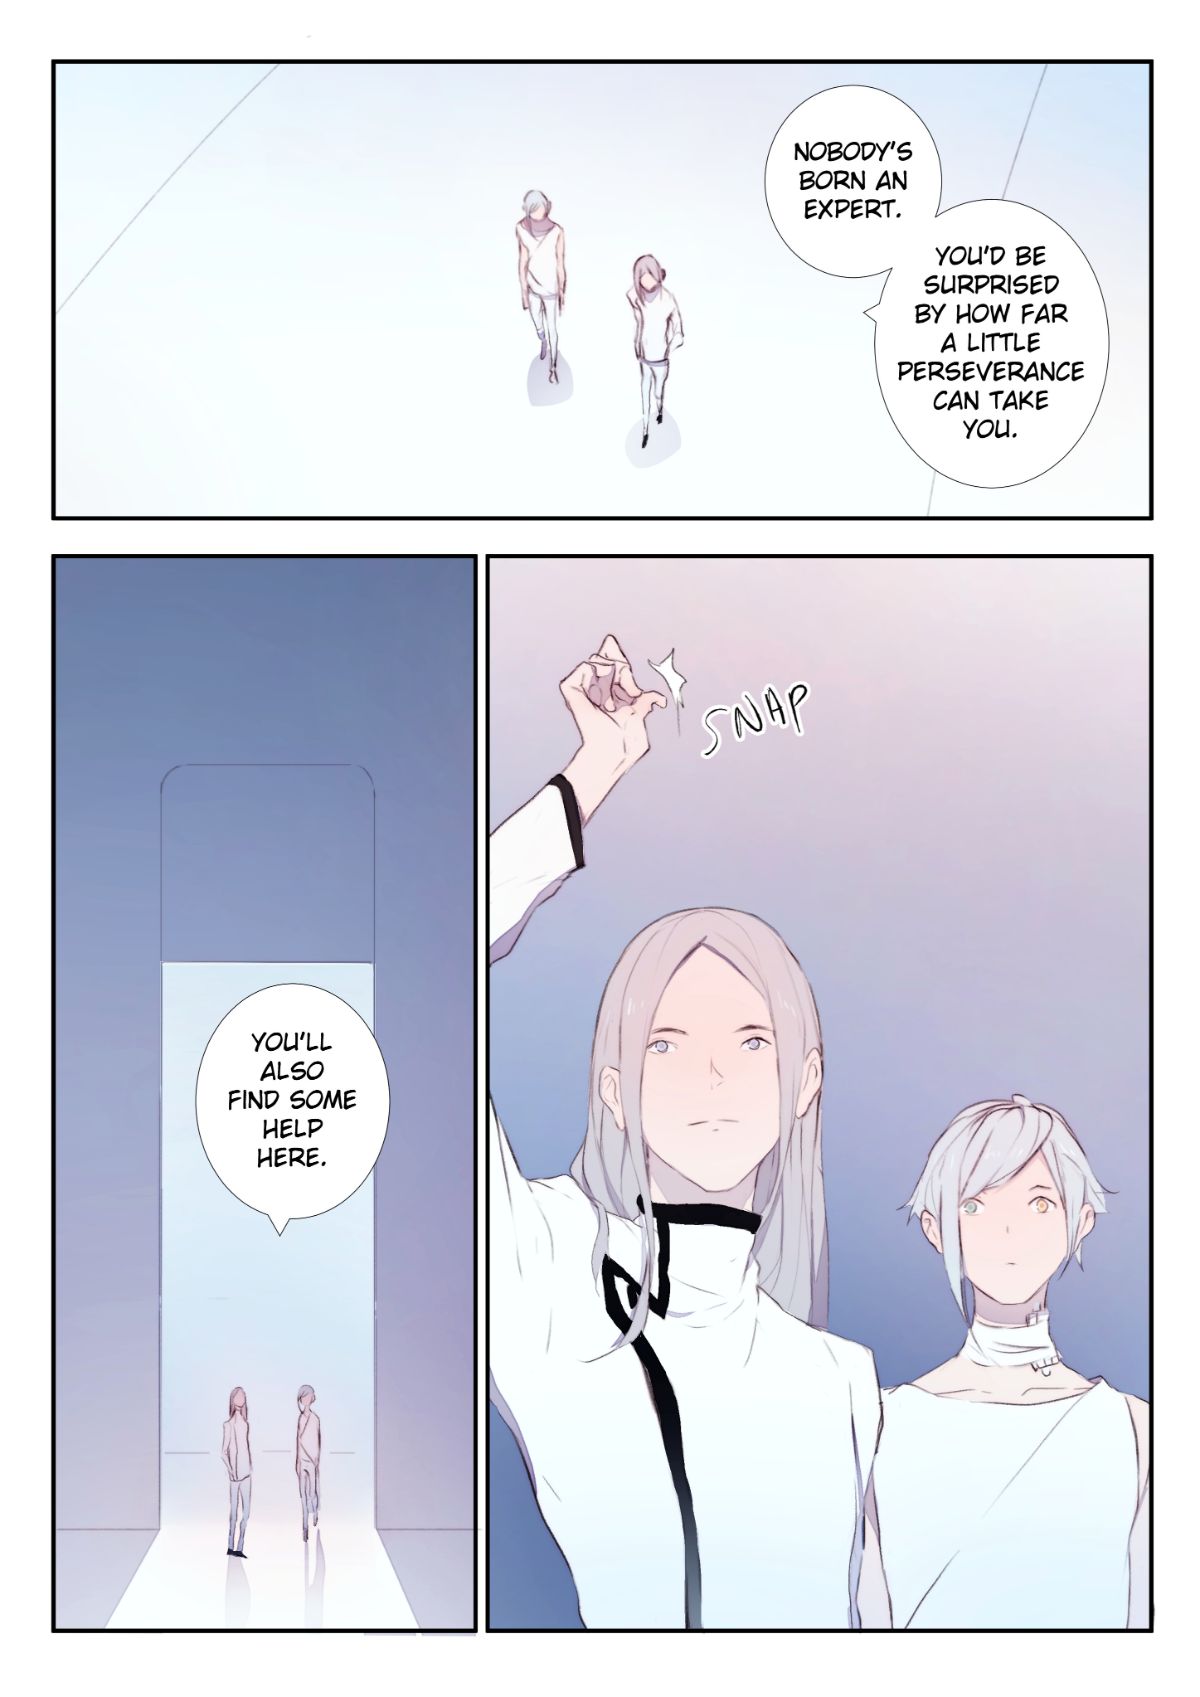 NOBODY'S
BORN AN
EXPERT.
YOU'D BE
SURPRISED
BY HOW FAR
A LITTLE
PERSEVERANCE
CAN TAKE
YOU.
YOU'LL
ALSO
FIND SOME
HELP
HERE.
SNAP